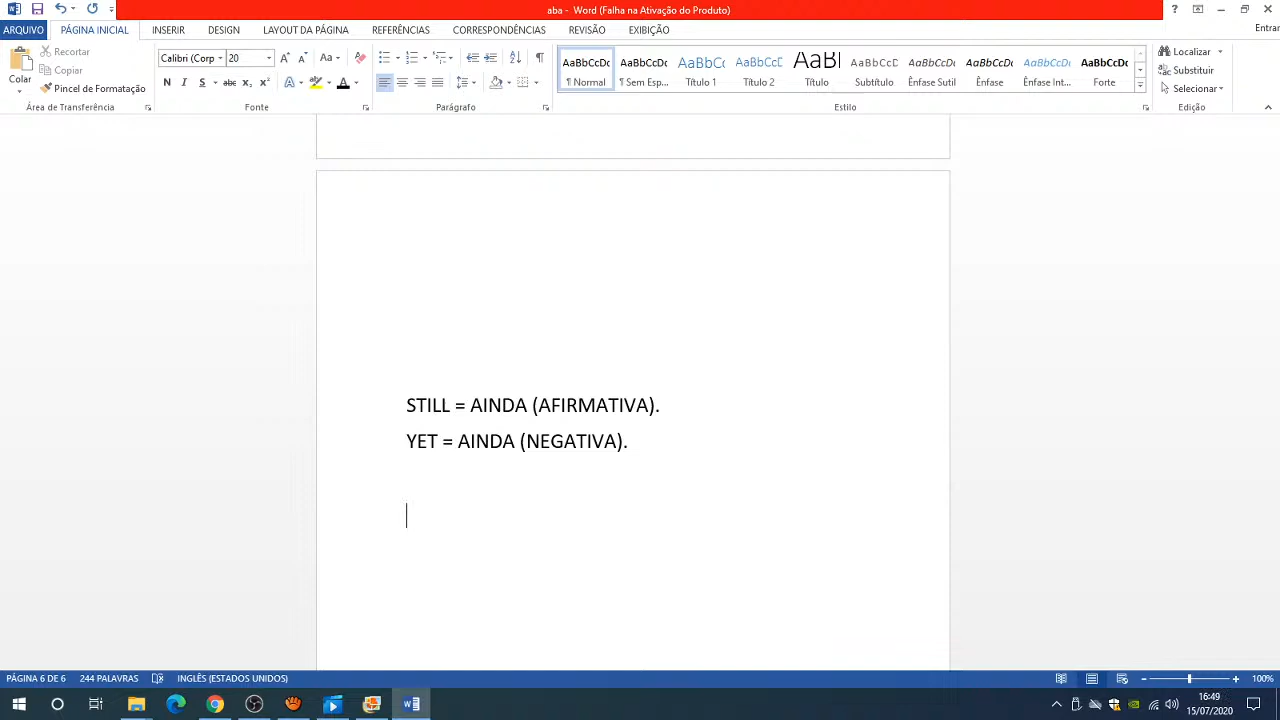 aba - Word (Falha na Ativação do Produto)
Entrar
ARQUIVO PÁGINA INICIAL INSERIR DESIGN LAYOUT DA PÁGINA REFERÊNCIAS CORRESPONDÊNCIAS REVISÃO EXIBIÇÃO
Colar
Recortar
Copiar
Pincel de Formatação
Área de Transferência
Calibri (Corp 20
Fonte
Parágrafo
AaBbCcDc AaBbCcDc AaBbCc AaBbCcC AaBl AaBbCcC AaBbCcDc AaBbCcDc AaBbCcDc AaBbCcDc
¶ Normal ¶ Sem Esp... Título 1 Título 2 Título Subtítulo Ênfase Sutil Ênfase Ênfase Int... Forte
Estilo
Localizar
Substituir
Selecionar
Edição
STILL = AINDA (AFIRMATIVA).
YET = AINDA (NEGATIVA).
PÁGINA 6 DE 6 244 PALAVRAS INGLÊS (ESTADOS UNIDOS) 100%
16:49
15/07/2020